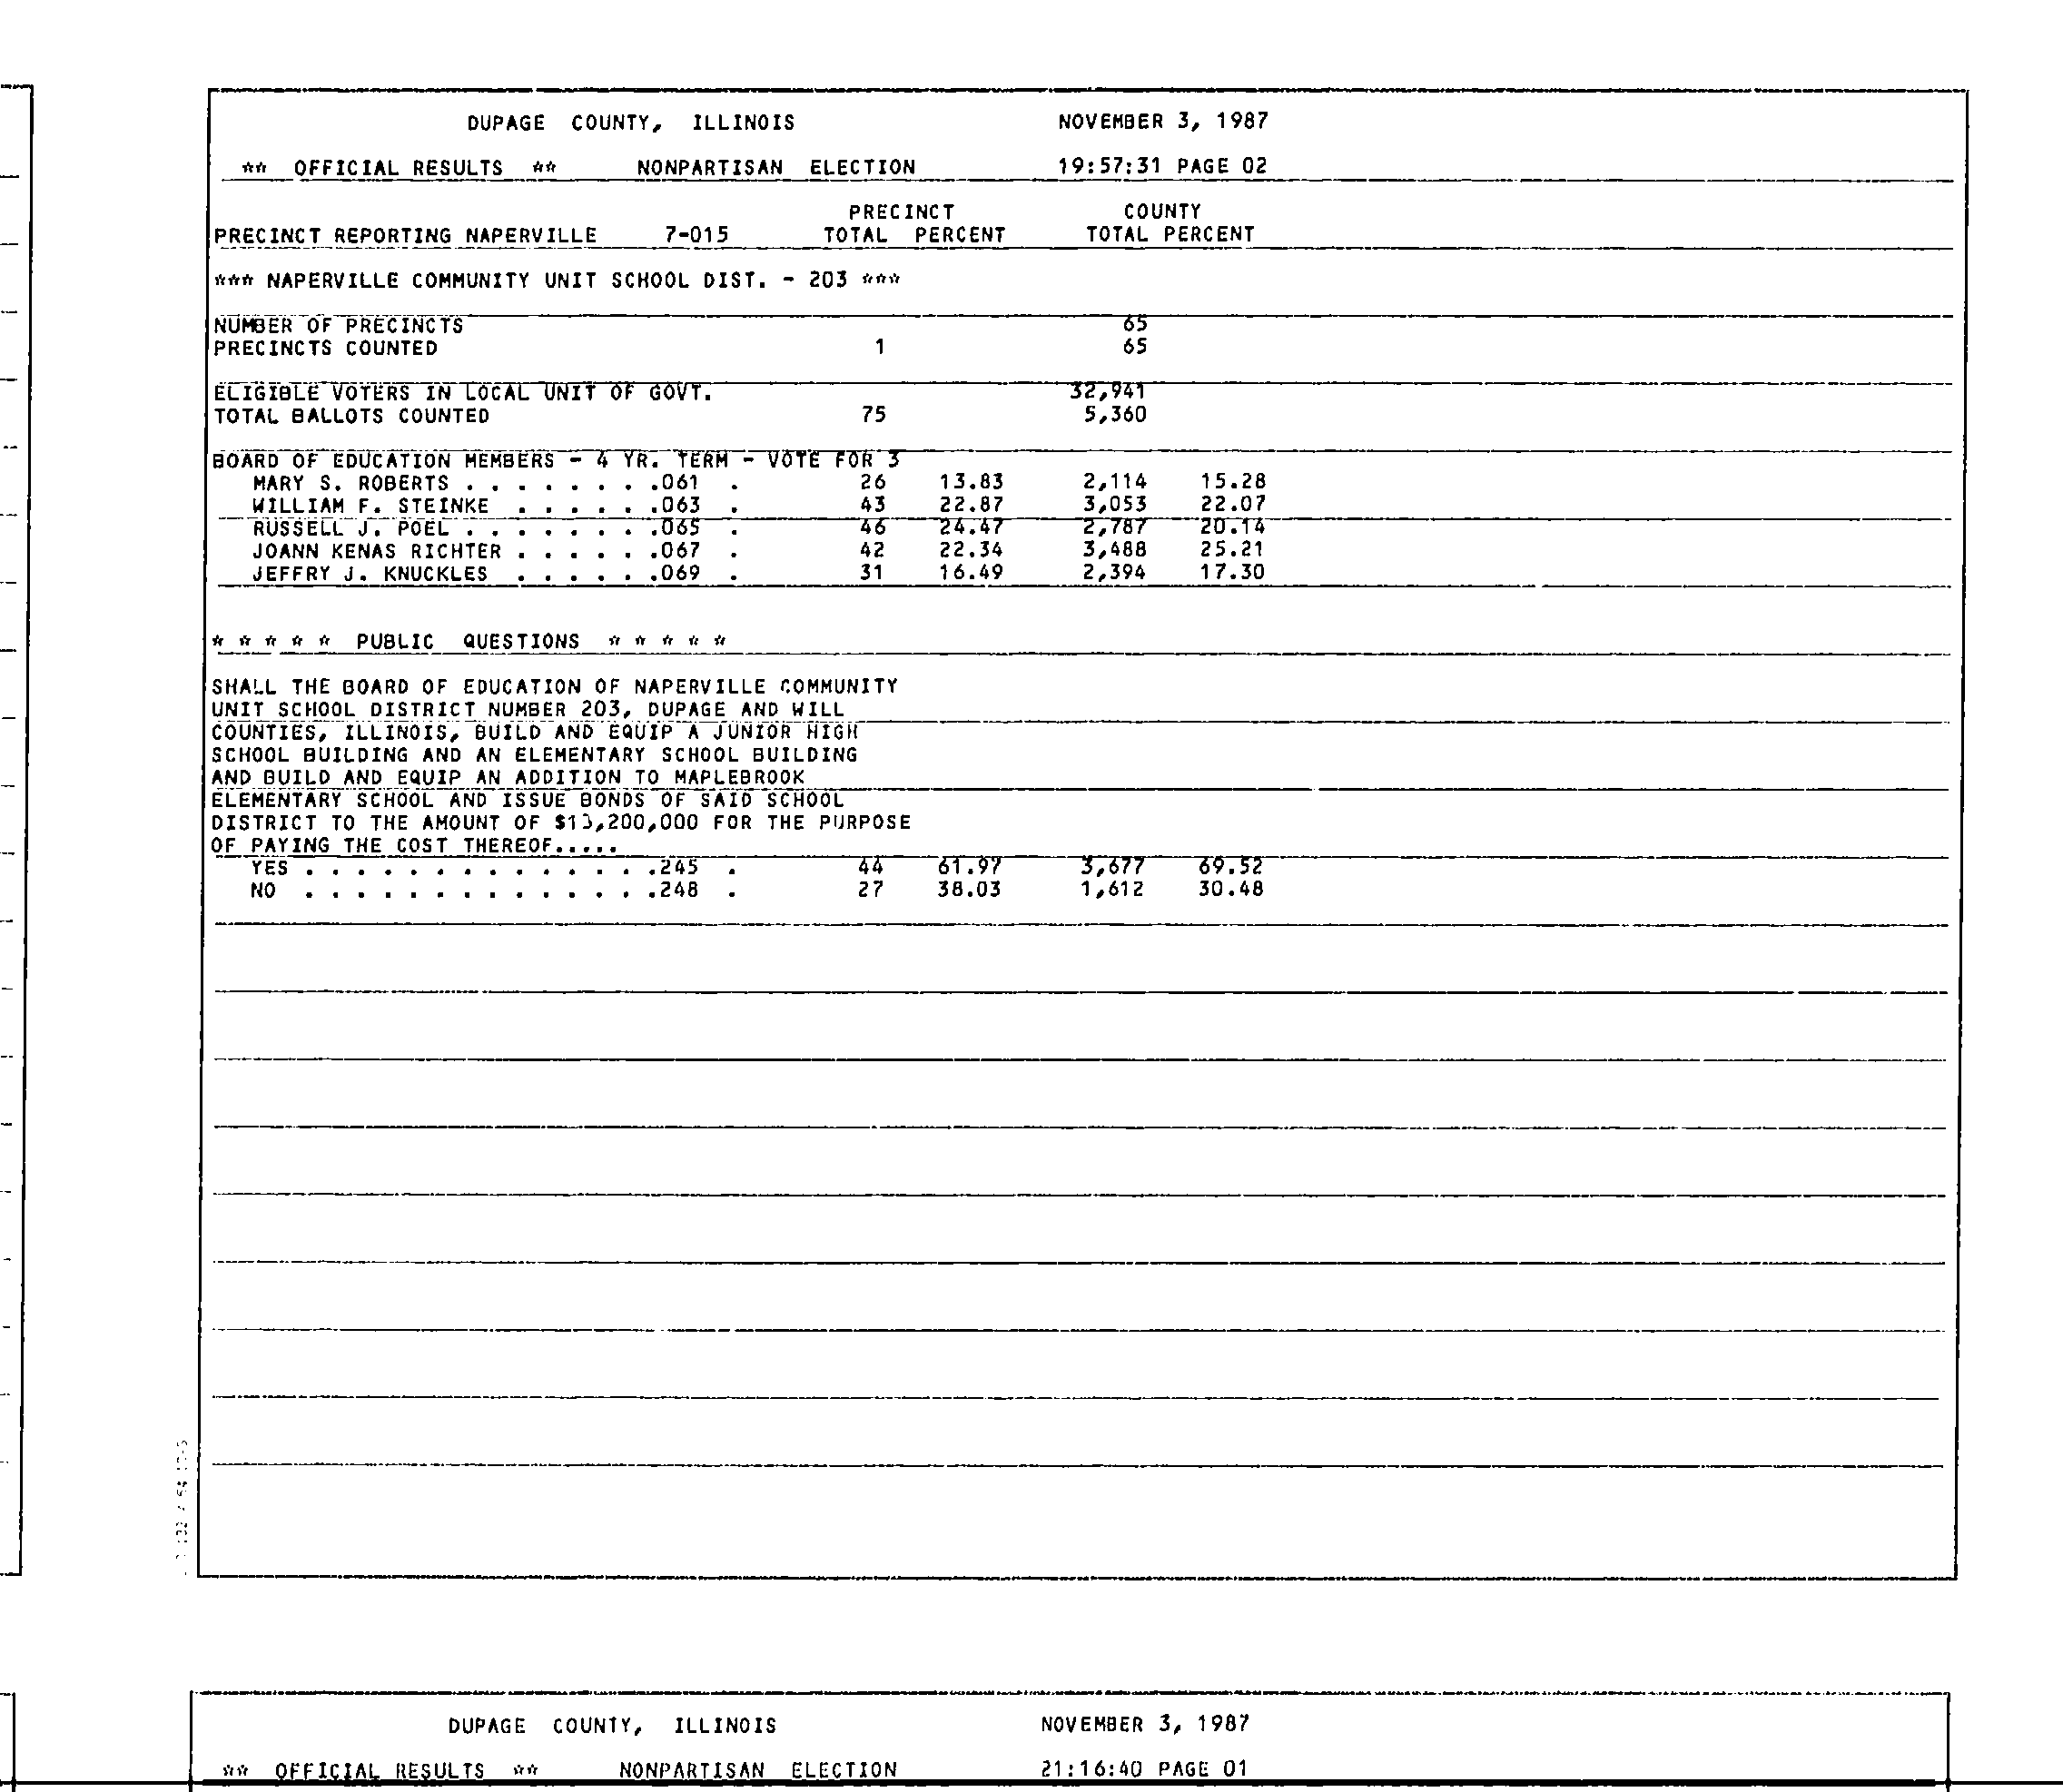 DUPAGE COUNTY, ILLINOIS NOVEMBER 3, 1987
** OFFICIAL RESULTS ** NONPARTISAN ELECTION 19:57:31 PAGE 02
PRECINCT COUNTY
PRECINCT REPORTING NAPERVILLE 7-015 TOTAL PERCENT TOTAL PERCENT
*** NAPERVILLE COMMUNITY UNIT SCHOOL DIST. - 203 ***
NUMBER OF PRECINCTS 65
PRECINCTS COUNTED 1 65
ELIGIBLE VOTERS IN LOCAL UNIT OF GOVT. 32,941
TOTAL BALLOTS COUNTED 75 5,360
BOARD OF EDUCATION MEMBERS - 4 YR. TERM - VOTE FOR 3
MARY S. ROBERTS . . . . . . . .061 . 26 13.83 2,114 15.28
WILLIAM F. STEINKE . . . . . .063 . 43 22.87 3,053 22.07
RUSSELL J. POEL . . . . . . . .065 . 46 24.47 2,787 20.14
JOANN KENAS RICHTER . . . . . .067 . 42 22.34 3,488 25.21
JEFFRY J. KNUCKLES . . . . . .069 . 31 16.49 2,394 17.30
* * * * * PUBLIC QUESTIONS * * * * *
SHALL THE BOARD OF EDUCATION OF NAPERVILLE COMMUNITY
UNIT SCHOOL DISTRICT NUMBER 203, DUPAGE AND WILL
COUNTIES, ILLINOIS, BUILD AND EQUIP A JUNIOR HIGH
SCHOOL BUILDING AND AN ELEMENTARY SCHOOL BUILDING
AND BUILD AND EQUIP AN ADDITION TO MAPLEBROOK
ELEMENTARY SCHOOL AND ISSUE BONDS OF SAID SCHOOL
DISTRICT TO THE AMOUNT OF FOR THE PURPOSE
OF PAYING THE COST THEREOF.....
YES . . . . . . . . . . . . . .245 . 44 61.97 3,677 69.52
NO . . . . . . . . . . . . . .248 . 27 38.03 1,612 30.48
DUPAGE COUNTY, ILLINOIS NOVEMBER 3, 1987
** OFFICIAL RESULTS ** NONPARTISAN ELECTION 21:16:40 PAGE 01